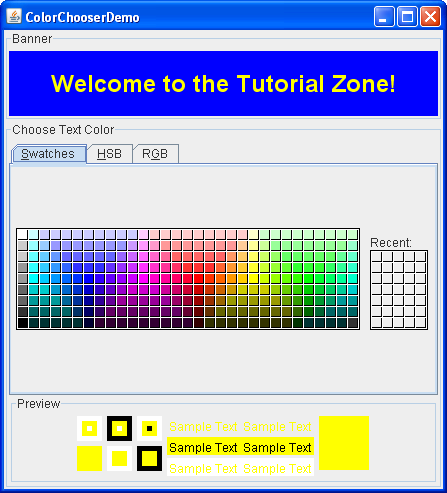 ColorChooserDemo
Banner
Welcome to the Tutorial Zone!
Choose Text Color
Swatches HSB RGB
Recent:
Preview
Sample Text Sample Text
Sample Text Sample Text
Sample Text Sample Text